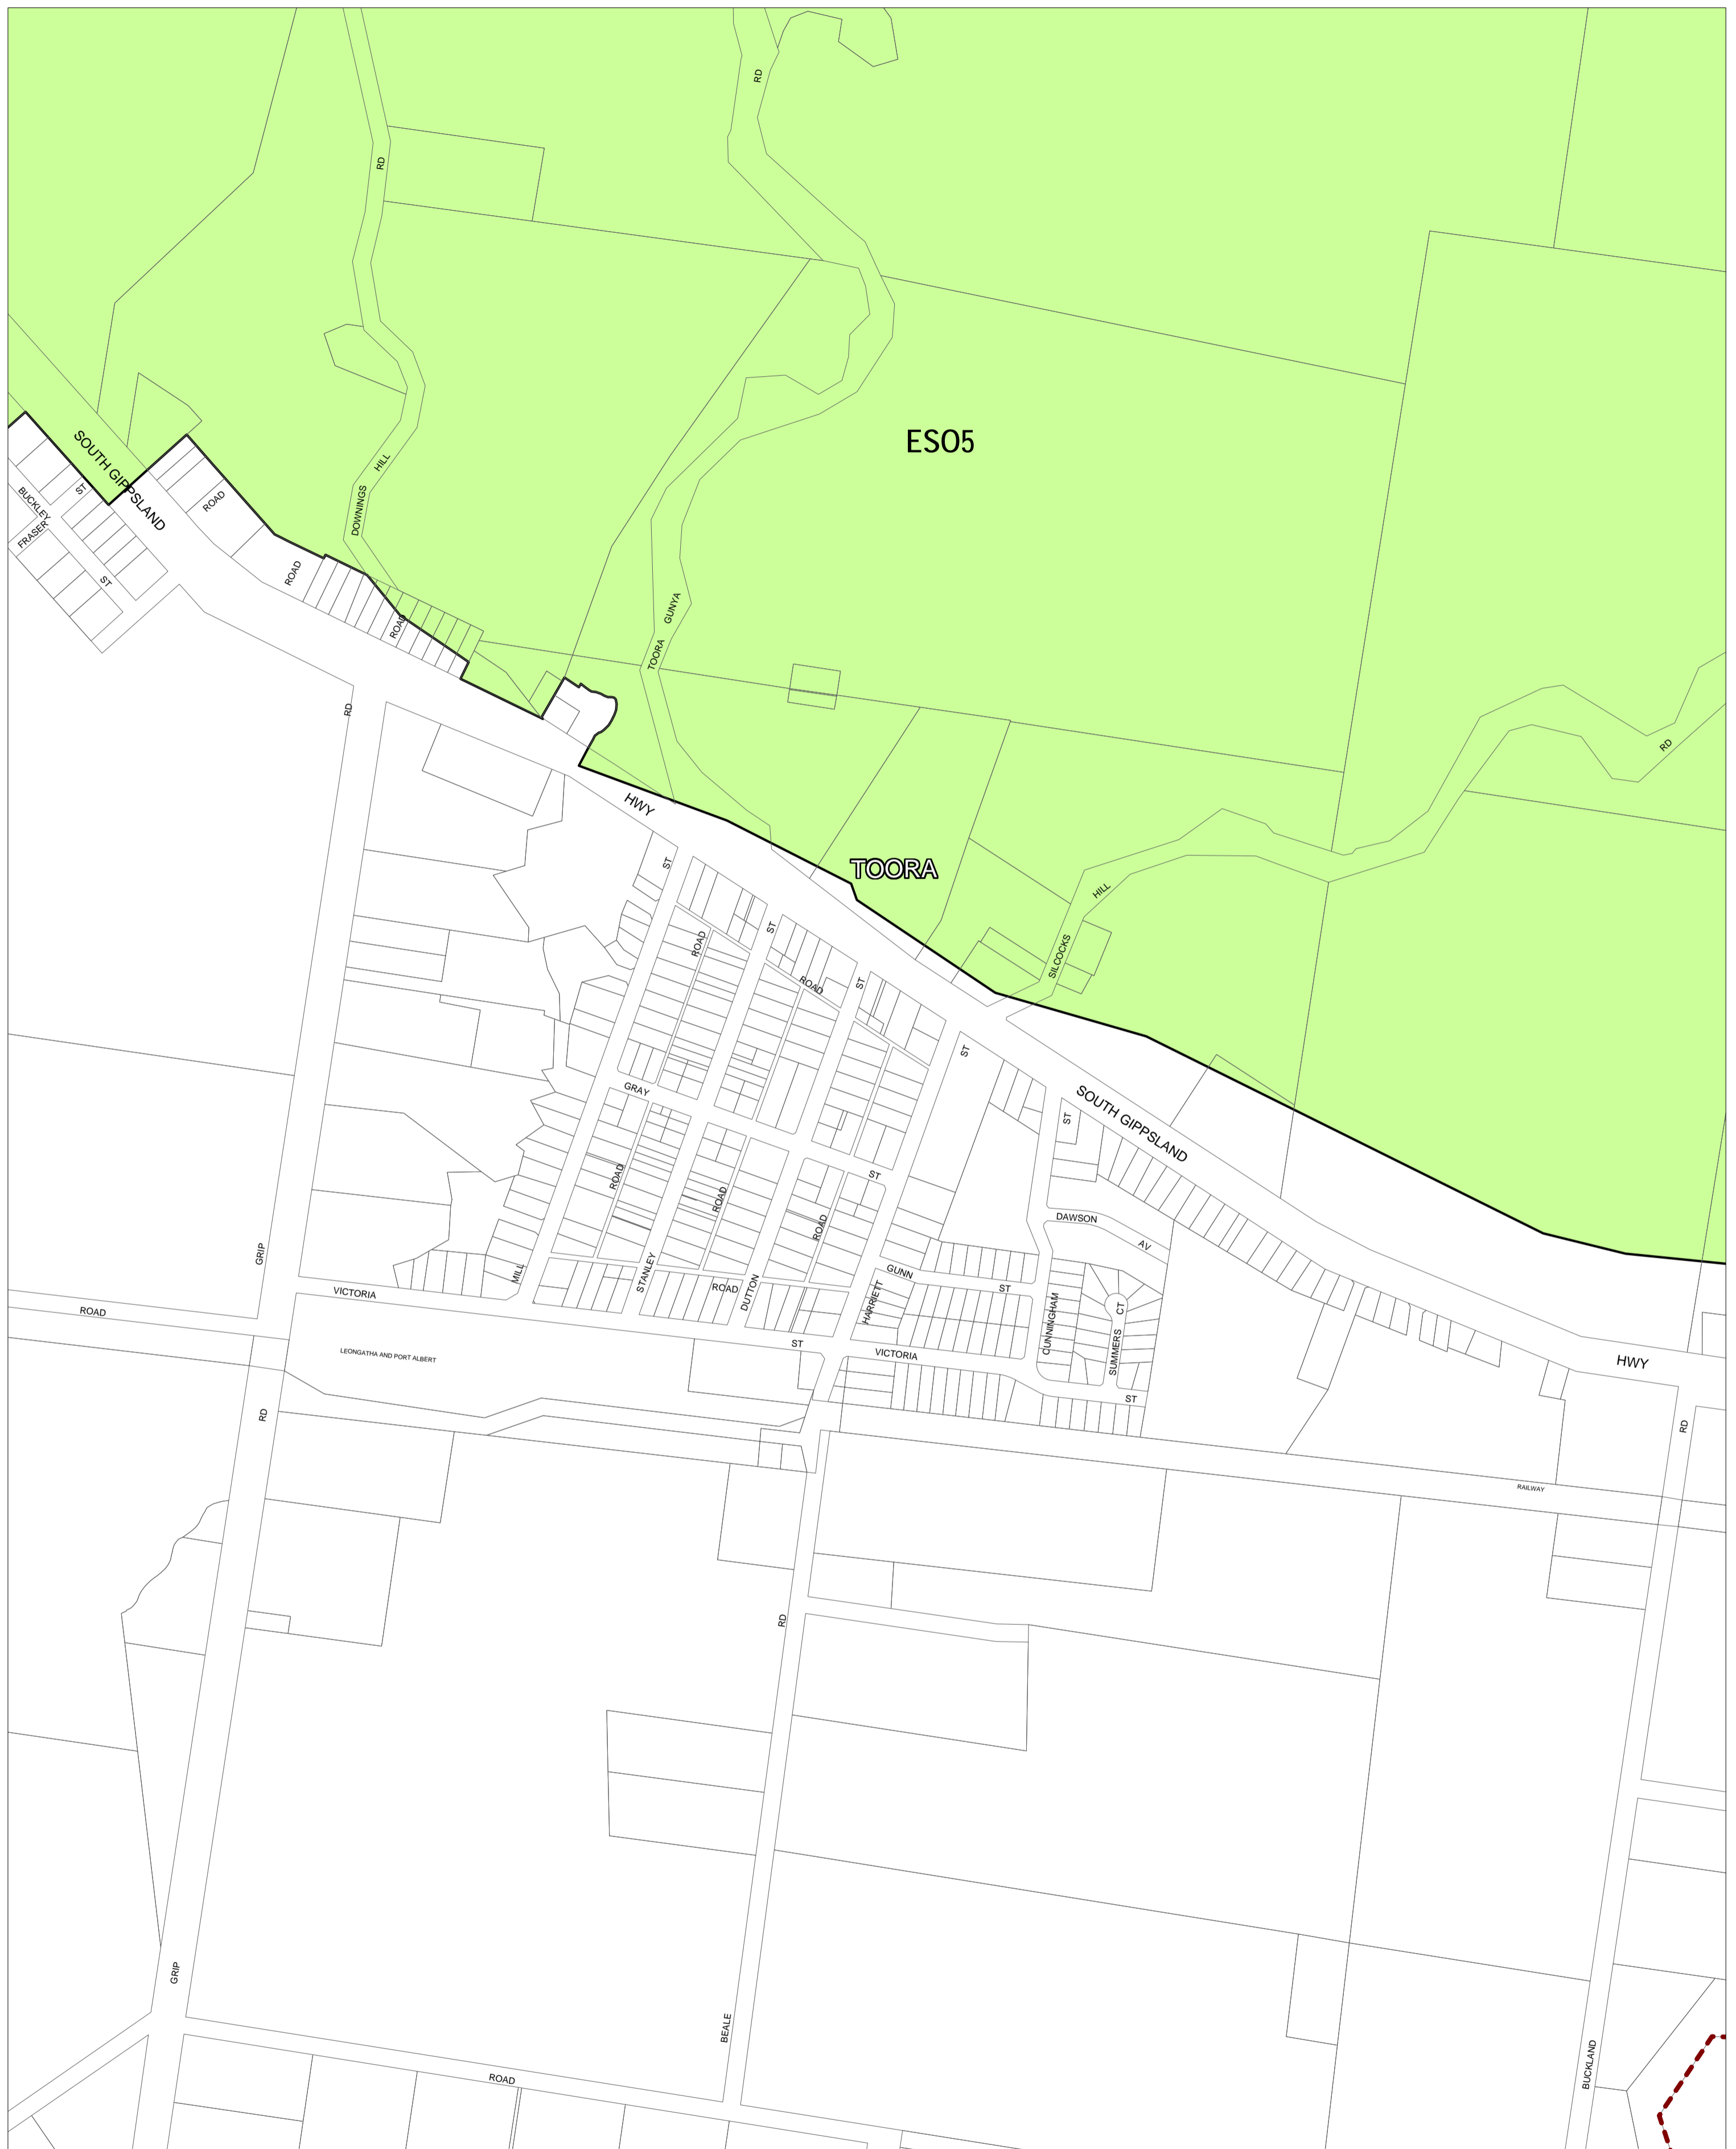 RD
RD
ESO5
SOUTH GIPPSLAND
ROAD
BUCKLEY
ST
FRASER
ST
HILL
DOWNINGS
ROAD
ROAD
GUNYA
TOORA
RD
RD
HWY
TOORA
HILL
SILCOCKS
ST
ST
ROAD
ROAD
ST
ST
GRAY
ST
ST
SOUTH GIPPSLAND
ROAD
ROAD
ROAD
DAWSON
AV
GRIP
MILL
STANLEY
ROAD
DUTTON
GUNN
ST
HARRIETT
CUNNINGHAM
CT
SUMMERS
VICTORIA
ROAD
LEONGATHA AND PORT ALBERT
ST
VICTORIA
ST
HWY
RD
RD
RAILWAY
RD
GRIP
BEALE
BUCKLAND
ROAD